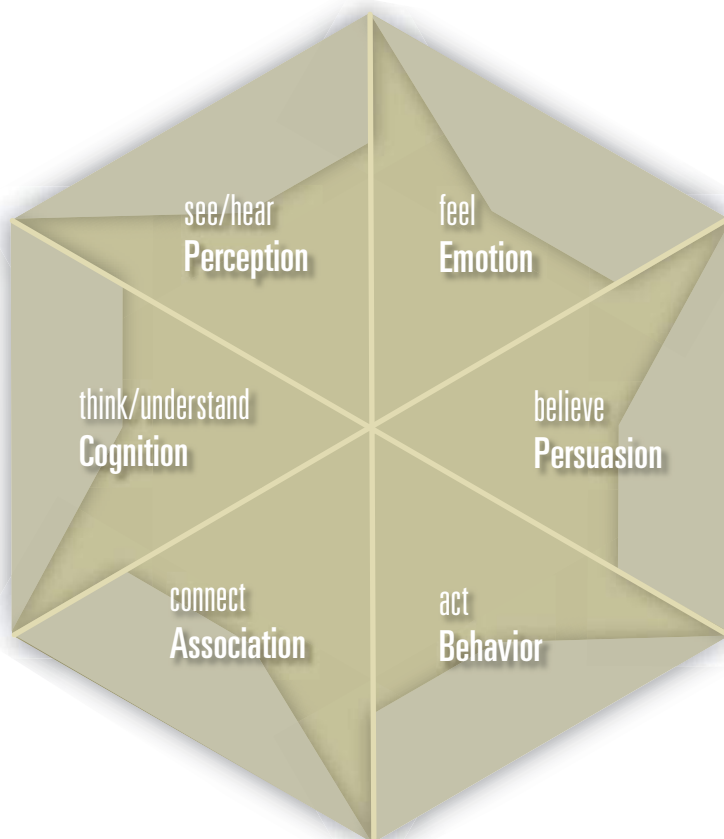 see/hear
Perception
feel
Emotion
think/understand
Cognition
believe
Persuasion
connect
Association
act
Behavior